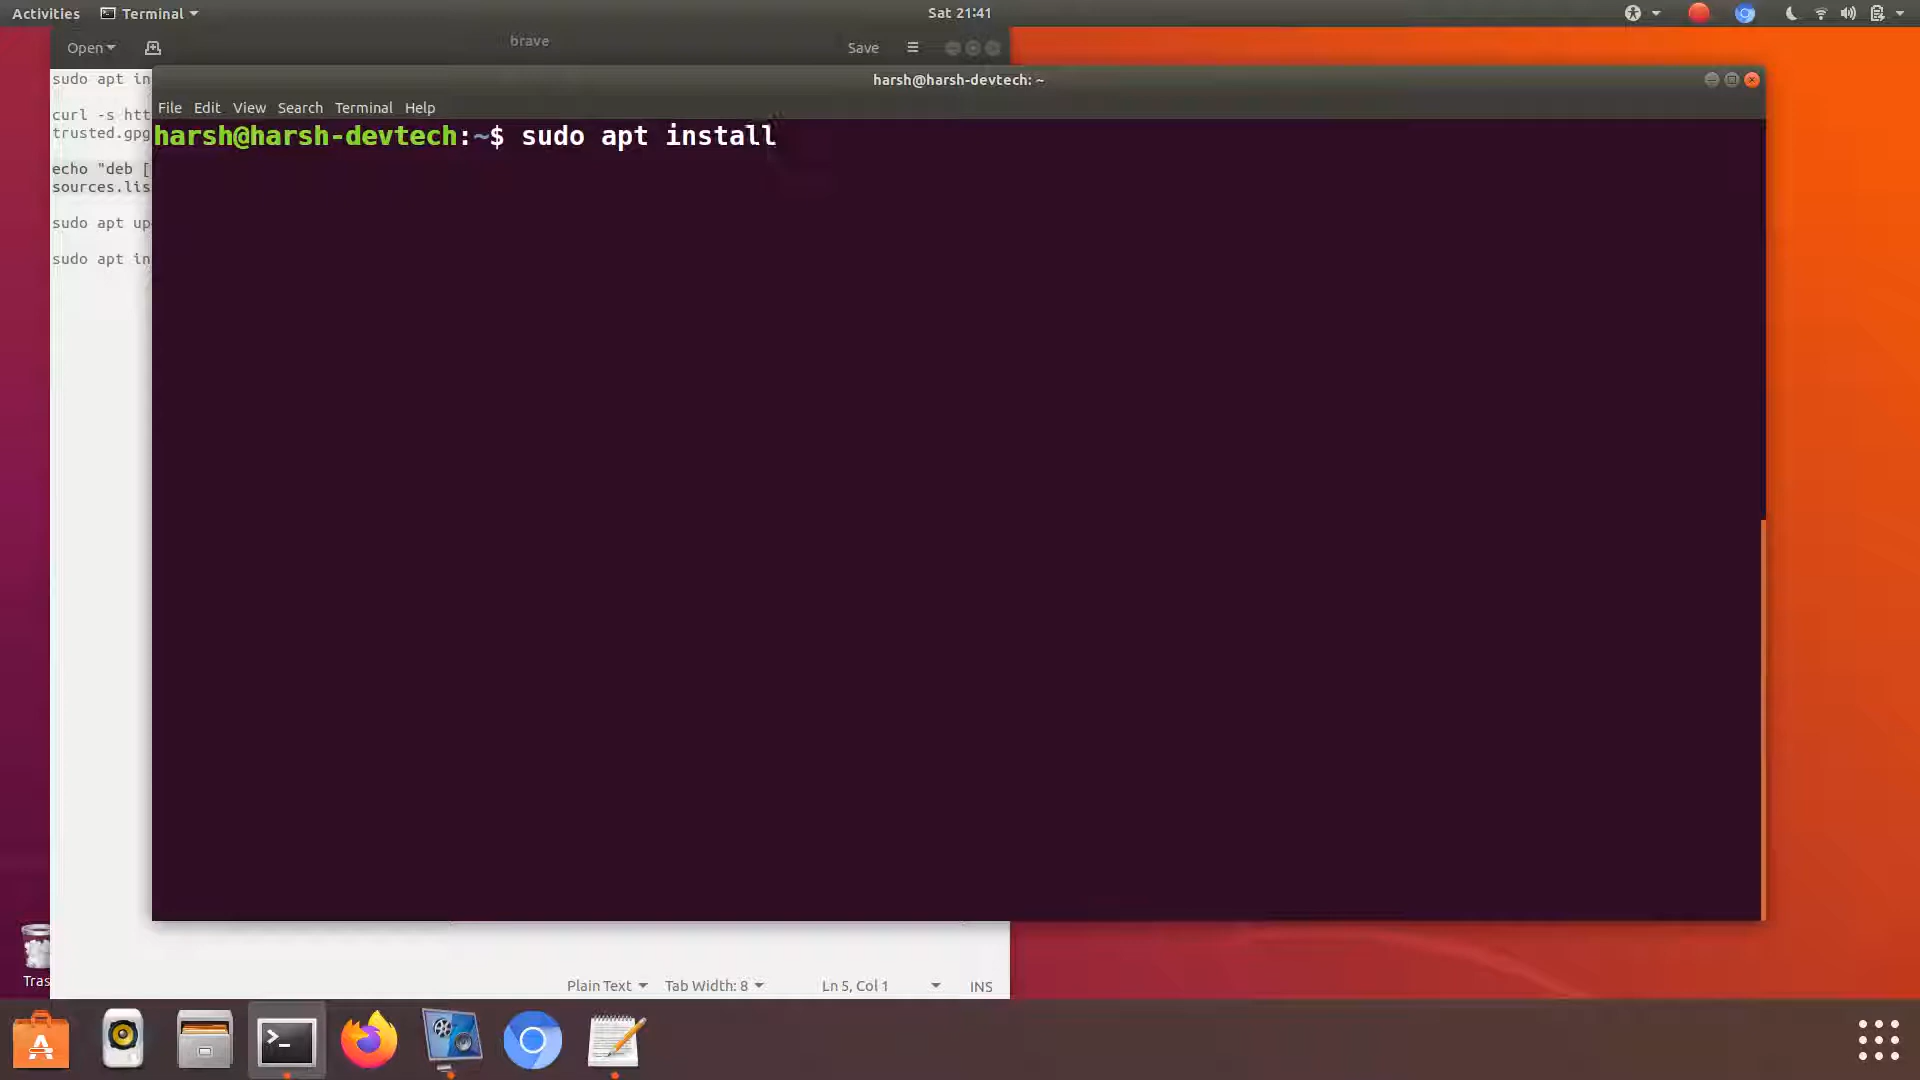 Activities Terminal Sat 21:41
Open brave Save
sudo apt in
curl -s htt
trusted.gpg
echo "deb [
sources.lis
sudo apt up
sudo apt in
harsh@harsh-devtech: ~
File Edit View Search Terminal Help
harsh@harsh-devtech:~$ sudo apt install
Tras
Plain Text Tab Width: 8 Ln 5, Col 1 INS